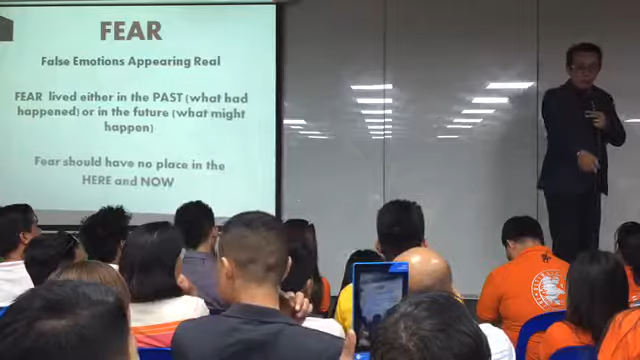 FEAR
False Emotions Appearing Real
FEAR lived either in the PAST (what had
happened) or in the future (what might
happen)
Fear should have no place in the
HERE and NOW